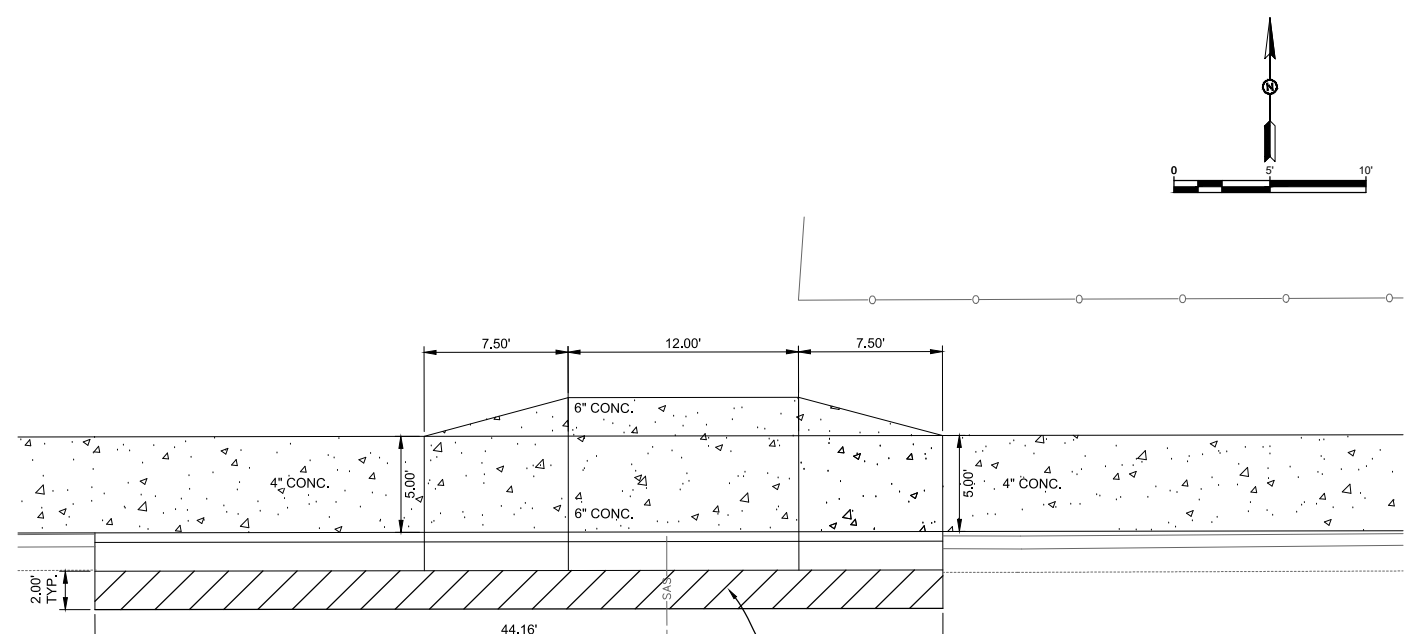 N
0 5' 10'
7.50' 12.00' 7.50'
6" CONC.
4" CONC.
5.00'
5.00'
4" CONC.
6" CONC.
2.00'
TYP.
SAS
44.16'